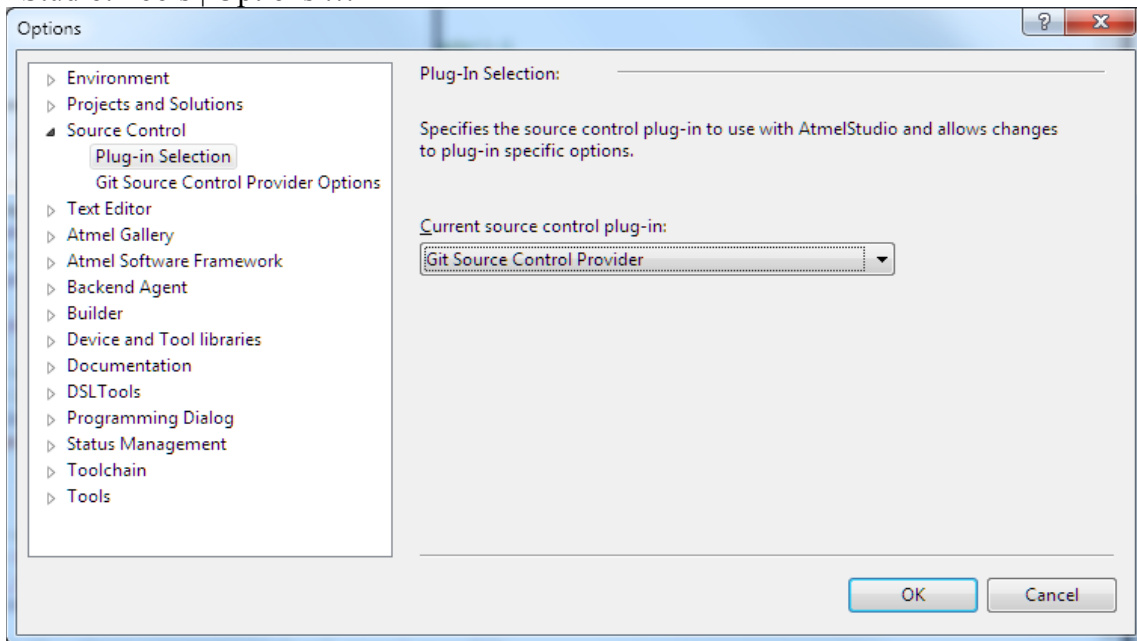 Studio: Tools | Options ...
Options
Environment
Projects and Solutions
Source Control
Plug-in Selection
Git Source Control Provider Options
Text Editor
Atmel Gallery
Atmel Software Framework
Backend Agent
Builder
Device and Tool libraries
Documentation
DSLTools
Programming Dialog
Status Management
Toolchain
Tools
Plug-In Selection:
Specifies the source control plug-in to use with AtmelStudio and allows changes
to plug-in specific options.
Current source control plug-in:
Git Source Control Provider
OK
Cancel